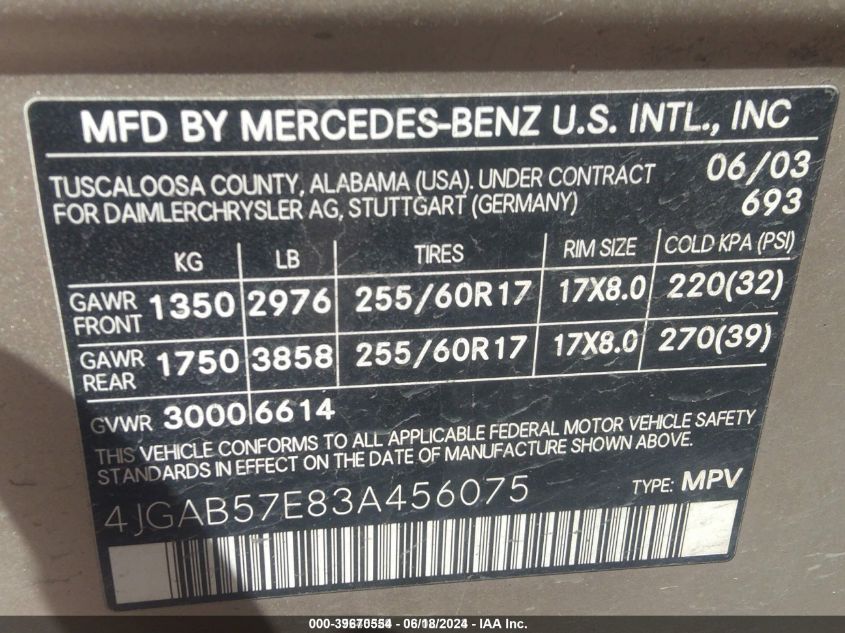 MFD BY MERCEDES-BENZ U.S. INTL., INC
TUSCALOOSA COUNTY, ALABAMA (USA). UNDER CONTRACT 06/03
FOR DAIMLERCHRYSLER AG, STUTTGART (GERMANY) 693
KG LB TIRES RIM SIZE COLD KPA (PSI)
GAWR FRONT 1350 2976 255/60R17 17X8.0 220(32)
GAWR REAR 1750 3858 255/60R17 17X8.0 270(39)
GVWR 3000 6614
THIS VEHICLE CONFORMS TO ALL APPLICABLE FEDERAL MOTOR VEHICLE SAFETY
STANDARDS IN EFFECT ON THE DATE OF MANUFACTURE SHOWN ABOVE.
4JGAB57E83A456075 TYPE: MPV
000-39670554 - 06/18/2024 - IAA Inc.